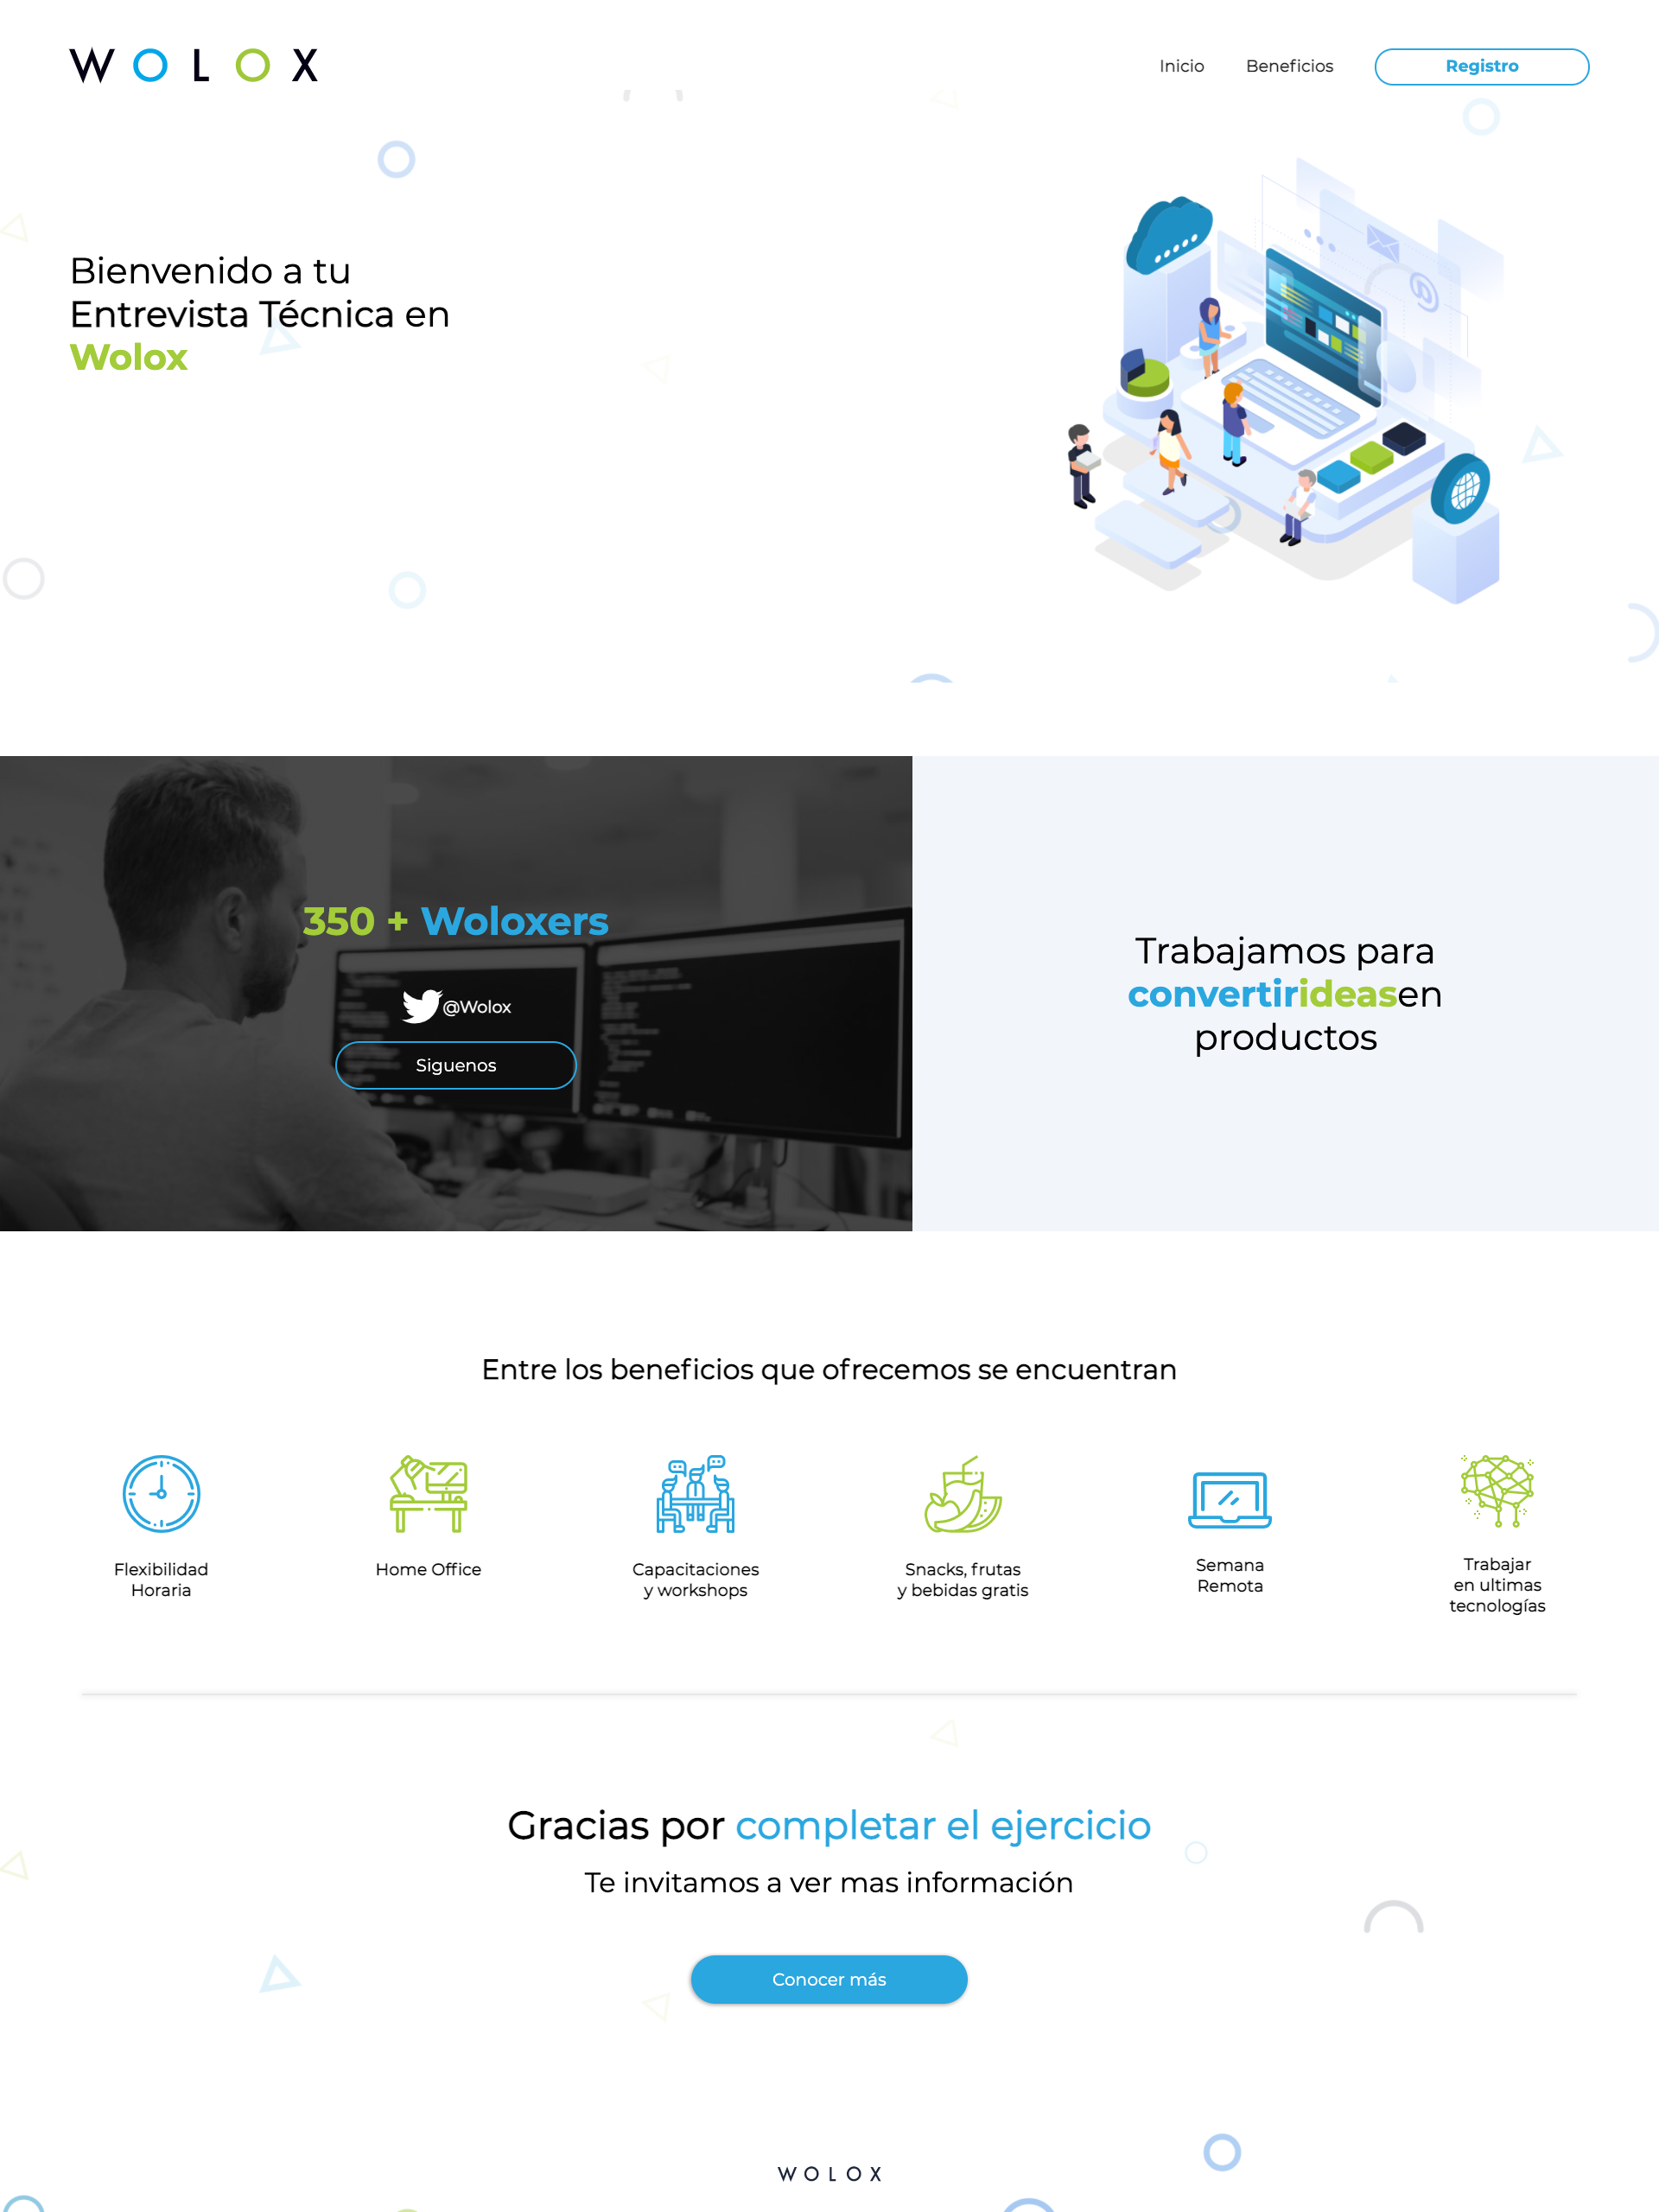 WOLOX
Inicio
Beneficios
Registro
Bienvenido a tu
Entrevista Técnica en
Wolox
350 + Woloxers
@Wolox
Siguenos
Trabajamos para
convertirideasen
productos
Entre los beneficios que ofrecemos se encuentran
Flexibilidad
Horaria
Home Office
Capacitaciones
y workshops
Snacks, frutas
y bebidas gratis
Semana
Remota
Trabajar
en ultimas
tecnologías
Gracias por completar el ejercicio
Te invitamos a ver mas información
Conocer más
WOLOX